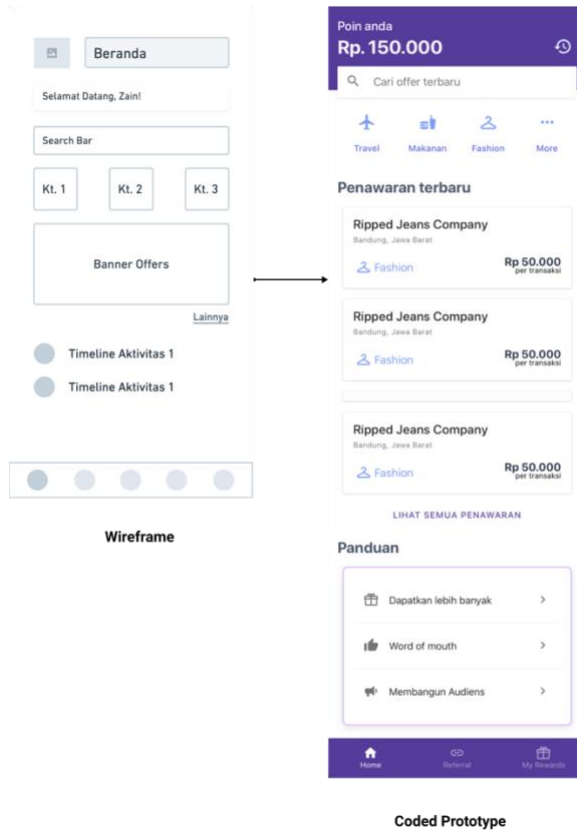 Beranda
Selamat Datang, Zain!
Search Bar
Kt. 1 Kt. 2 Kt. 3
Banner Offers
Lainnya
Timeline Aktivitas 1
Timeline Aktivitas 1
Wireframe
Poin anda
Rp. 150.000
Cari offer terbaru
Travel Makanan Fashion More
Penawaran terbaru
Ripped Jeans Company
Bandung, Jawa Barat
Fashion Rp 50.000
per transaksi
Ripped Jeans Company
Bandung, Jawa Barat
Fashion Rp 50.000
per transaksi
Ripped Jeans Company
Bandung, Jawa Barat
Fashion Rp 50.000
per transaksi
LIHAT SEMUA PENAWARAN
Panduan
Dapatkan lebih banyak
Word of mouth
Membangun Audiens
Home Referral My Rewards
Coded Prototype